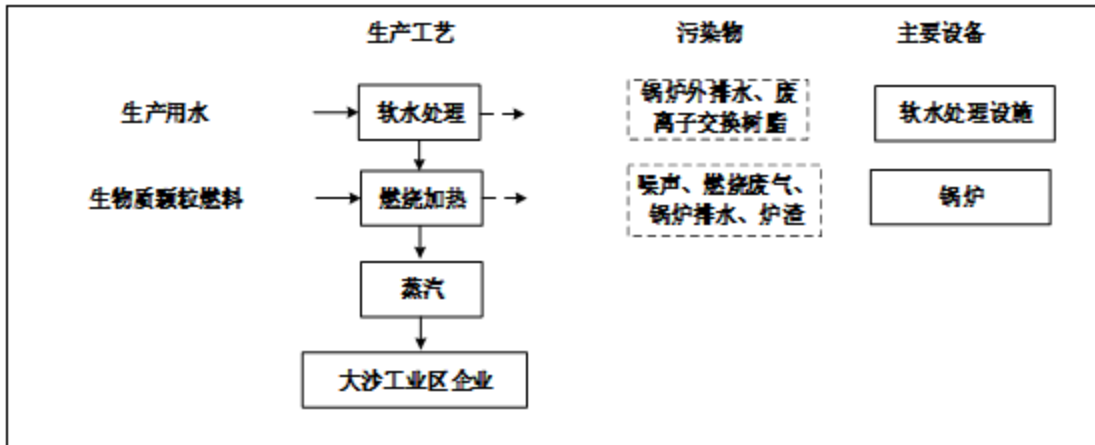 生产工艺
污染物
主要设备
生产用水
软水处理
锅炉外排水、废
离子交换树脂
软水处理设施
生物质颗粒燃料
燃烧加热
噪声、燃烧废气、
锅炉排水、炉渣
锅炉
蒸汽
大沙工业区企业